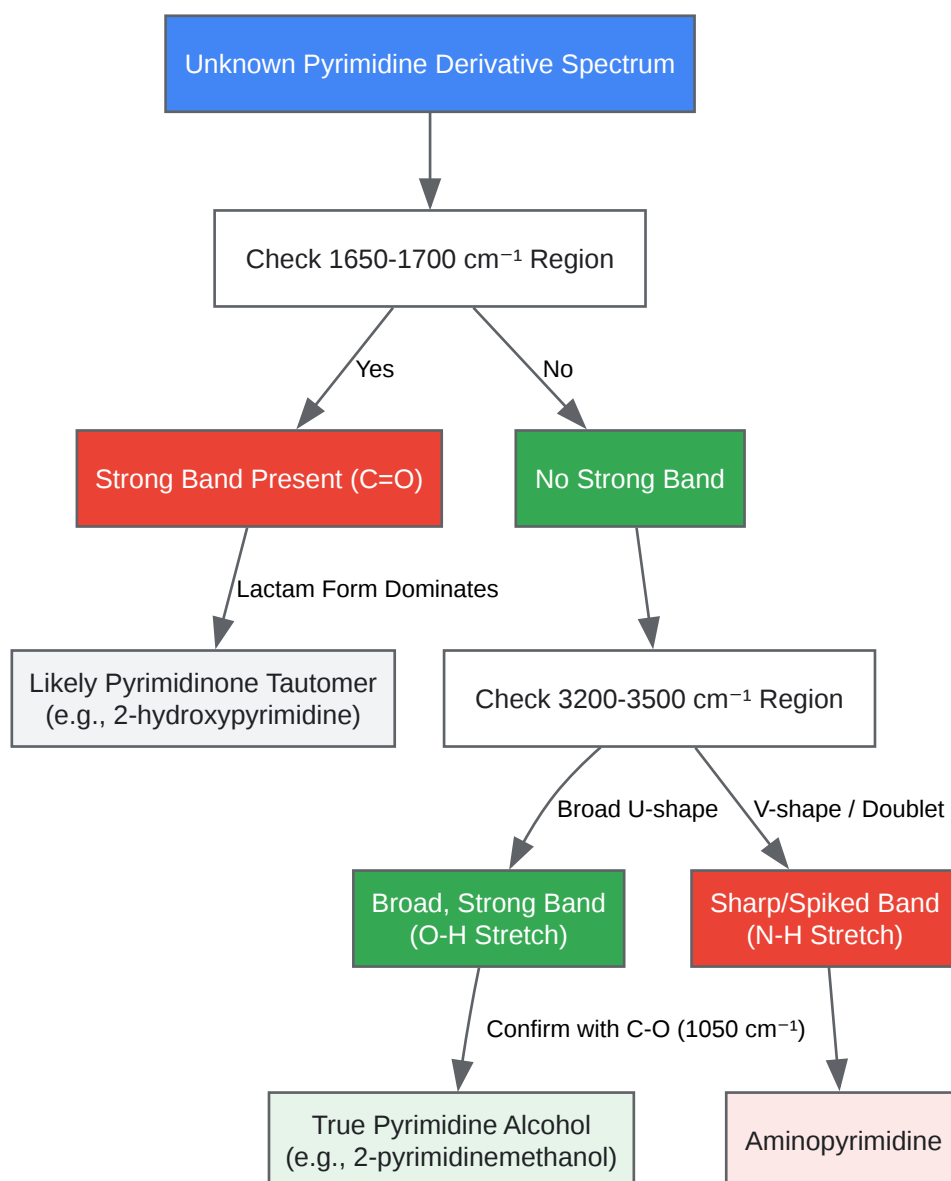 Unknown Pyrimidine Derivative Spectrum
Check 1650-1700 cm⁻¹ Region
Yes
No
Strong Band Present (C=O)
No Strong Band
Lactam Form Dominates
Likely Pyrimidinone Tautomer
(e.g., 2-hydroxypyrimidine)
Check 3200-3500 cm⁻¹ Region
Broad U-shape
V-shape / Doublet
Broad, Strong Band
(O-H Stretch)
Sharp/Spiked Band
(N-H Stretch)
Confirm with C-O (1050 cm⁻¹)
True Pyrimidine Alcohol
(e.g., 2-pyrimidinemethanol)
Aminopyrimidine